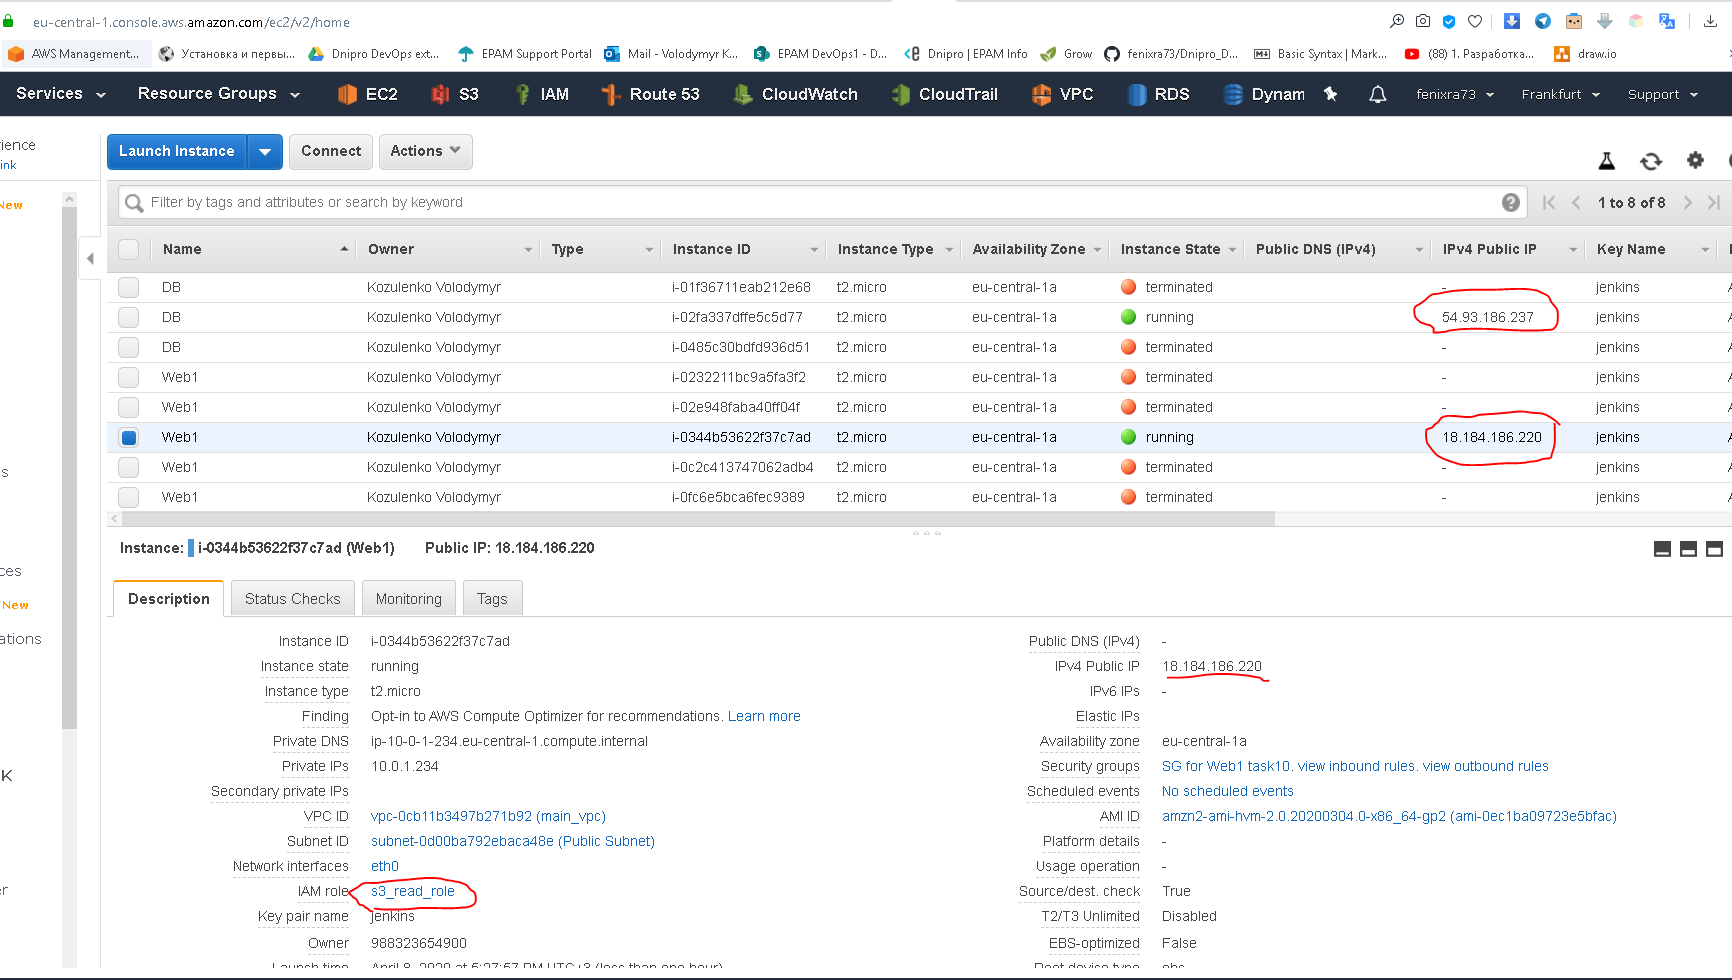 eu-central-1.console.aws.amazon.com/ec2/v2/home
AWS Management... Установка и первы... Dnipro DevOps ext... EPAM Support Portal Mail - Volodymyr K... EPAM DevOps1 - D... Dnipro | EPAM Info Grow fenixra73/Dnipro_D... Basic Syntax | Mark... (88) 1. Разработка... draw.io
Services Resource Groups EC2 S3 IAM Route 53 CloudWatch CloudTrail VPC RDS Dynam fenixra73 Frankfurt Support
rience
ink
New
Launch Instance Connect Actions
Filter by tags and attributes or search by keyword 1 to 8 of 8
Name Owner Type Instance ID Instance Type Availability Zone Instance State Public DNS (IPv4) IPv4 Public IP Key Name
DB Kozulenko Volodymyr i-01f36711eab212e68 t2.micro eu-central-1a terminated - jenkins
DB Kozulenko Volodymyr i-02fa337dffe5c5d77 t2.micro eu-central-1a running 54.93.186.237 jenkins
DB Kozulenko Volodymyr i-0485c30bdfd936d51 t2.micro eu-central-1a terminated - jenkins
Web1 Kozulenko Volodymyr i-0232211bc9a5fa3f2 t2.micro eu-central-1a terminated - jenkins
Web1 Kozulenko Volodymyr i-02e948faba40ff04f t2.micro eu-central-1a terminated - jenkins
Web1 Kozulenko Volodymyr i-0344b53622f37c7ad t2.micro eu-central-1a running 18.184.186.220 jenkins
Web1 Kozulenko Volodymyr i-0c2c413747062adb4 t2.micro eu-central-1a terminated - jenkins
Web1 Kozulenko Volodymyr i-0fc6e5bca6fec9389 t2.micro eu-central-1a terminated - jenkins
s
ces
New
ations
K
er
Instance: i-0344b53622f37c7ad (Web1) Public IP: 18.184.186.220
Description Status Checks Monitoring Tags
Instance ID i-0344b53622f37c7ad Public DNS (IPv4) -
Instance state running IPv4 Public IP 18.184.186.220
Instance type t2.micro IPv6 IPs -
Finding Opt-in to AWS Compute Optimizer for recommendations. Learn more Elastic IPs
Private DNS ip-10-0-1-234.eu-central-1.compute.internal Availability zone eu-central-1a
Private IPs 10.0.1.234 Security groups SG for Web1 task10. view inbound rules. view outbound rules
Secondary private IPs Scheduled events No scheduled events
VPC ID vpc-0cb11b3497b271b92 (main_vpc) AMI ID amzn2-ami-hvm-2.0.20200304.0-x86_64-gp2 (ami-0ec1ba09723e5bfac)
Subnet ID subnet-0d00ba792ebaca48e (Public Subnet) Platform details -
Network interfaces eth0 Usage operation -
IAM role s3_read_role Source/dest. check True
Key pair name jenkins T2/T3 Unlimited Disabled
Owner 988323654900 EBS-optimized False
Launch time April 8, 2020 at 5:27:57 PM UTC+3 (less than one hour) Root device type ebs